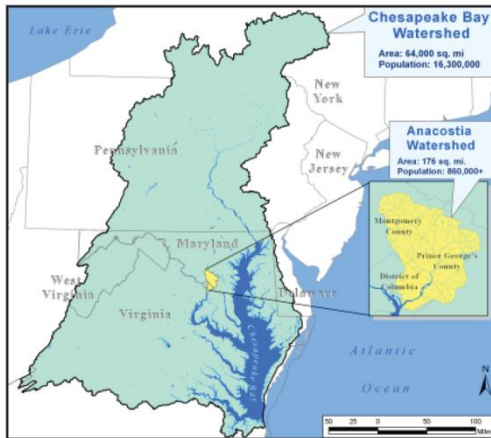 Lake Erie
Chesapeake Bay
Watershed
Area: 64,000 sq. mi
Population: 16,300,000
New
York
Pennsylvania
New
Jersey
Anacostia
Watershed
Area: 176 sq. mi.
Population: 860,000+
Montgomery
County
Prince George's
County
District of
Columbia
Maryland
West
Virginia
Delaware
Virginia
Chesapeake Bay
Atlantic
Ocean
N
50 25 0 50 100
Miles